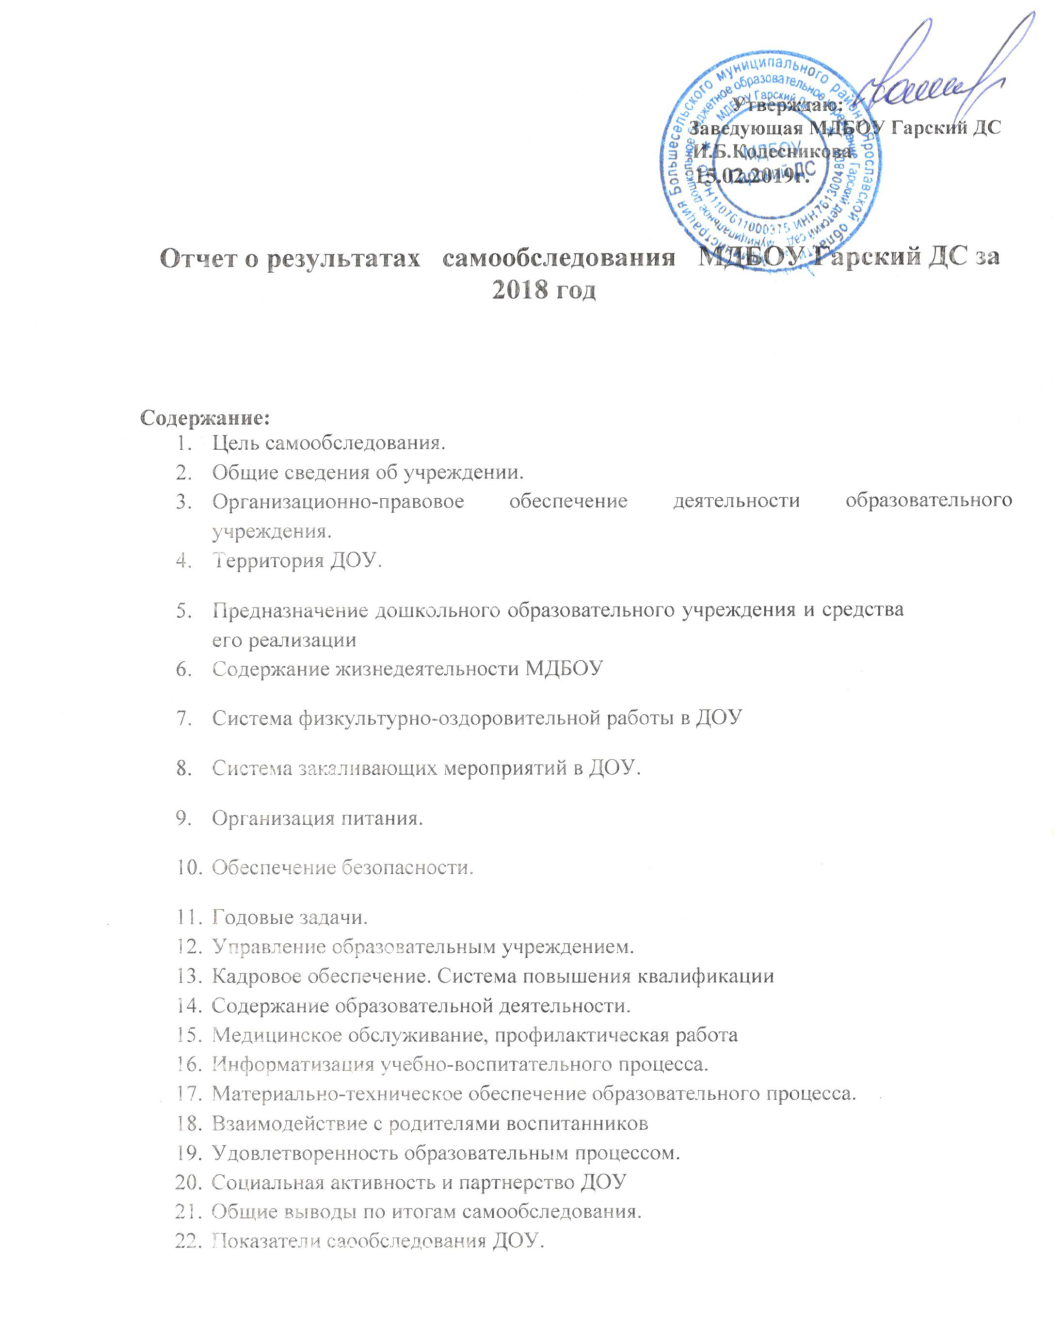 Утверждаю:
Заведующая МДБОУ Гарский ДС
И.Б.Колесникова
15.02.2019г.
МДБОУ
Гарский ДС
Отчет о результатах самообследования МДБОУ Гарский ДС за
2018 год
Содержание:
1. Цель самообследования.
2. Общие сведения об учреждении.
3. Организационно-правовое обеспечение деятельности образовательного
учреждения.
4. Территория ДОУ.
5. Предназначение дошкольного образовательного учреждения и средства
его реализации
6. Содержание жизнедеятельности МДБОУ
7. Система физкультурно-оздоровительной работы в ДОУ
8. Система закаливающих мероприятий в ДОУ.
9. Организация питания.
10. Обеспечение безопасности.
11. Годовые задачи.
12. Управление образовательным учреждением.
13. Кадровое обеспечение. Система повышения квалификации
14. Содержание образовательной деятельности.
15. Медицинское обслуживание, профилактическая работа
16. Информатизация учебно-воспитательного процесса.
17. Материально-техническое обеспечение образовательного процесса.
18. Взаимодействие с родителями воспитанников
19. Удовлетворенность образовательным процессом.
20. Социальная активность и партнерство ДОУ
21. Общие выводы по итогам самообследования.
22. Показатели саообследования ДОУ.